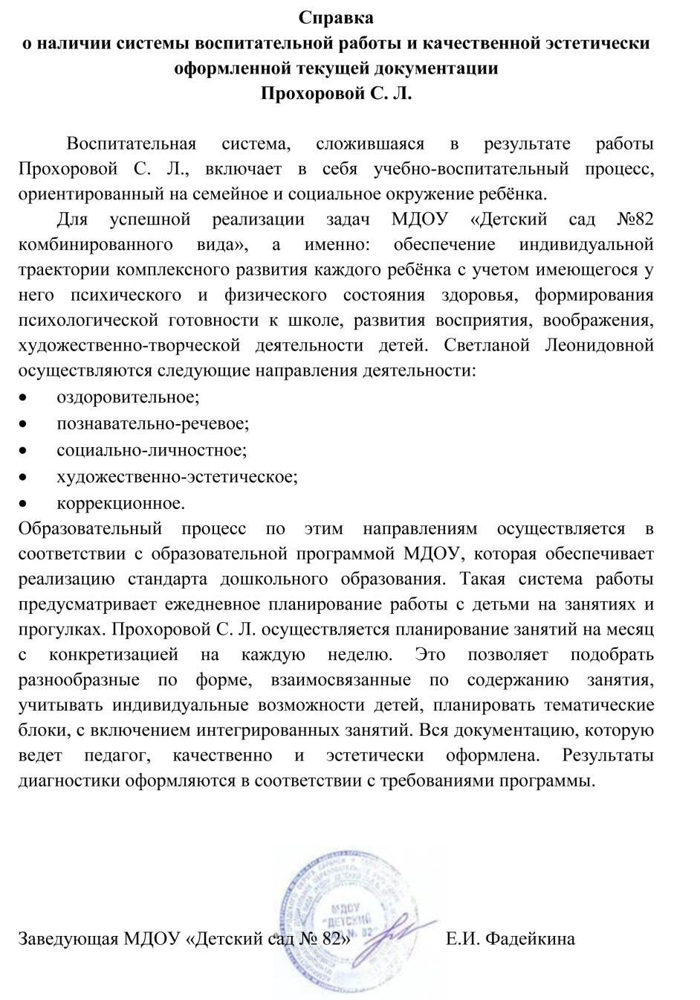 Справка
о наличии системы воспитательной работы и качественной эстетически
оформленной текущей документации
Прохоровой С. Л.
Воспитательная система, сложившаяся в результате работы
Прохоровой С. Л., включает в себя учебно-воспитательный процесс,
ориентированный на семейное и социальное окружение ребёнка.
Для успешной реализации задач МДОУ «Детский сад №82
комбинированного вида», а именно: обеспечение индивидуальной
траектории комплексного развития каждого ребёнка с учетом имеющегося у
него психического и физического состояния здоровья, формирования
психологической готовности к школе, развития восприятия, воображения,
художественно-творческой деятельности детей. Светланой Леонидовной
осуществляются следующие направления деятельности:
• оздоровительное;
• познавательно-речевое;
• социально-личностное;
• художественно-эстетическое;
• коррекционное.
Образовательный процесс по этим направлениям осуществляется в
соответствии с образовательной программой МДОУ, которая обеспечивает
реализацию стандарта дошкольного образования. Такая система работы
предусматривает ежедневное планирование работы с детьми на занятиях и
прогулках. Прохоровой С. Л. осуществляется планирование занятий на месяц
с конкретизацией на каждую неделю. Это позволяет подобрать
разнообразные по форме, взаимосвязанные по содержанию занятия,
учитывать индивидуальные возможности детей, планировать тематические
блоки, с включением интегрированных занятий. Вся документацию, которую
ведет педагог, качественно и эстетически оформлена. Результаты
диагностики оформляются в соответствии с требованиями программы.
МДОУ
"ДЕТСКИЙ
САД № 82"
Заведующая МДОУ «Детский сад № 82» Е.И. Фадейкина